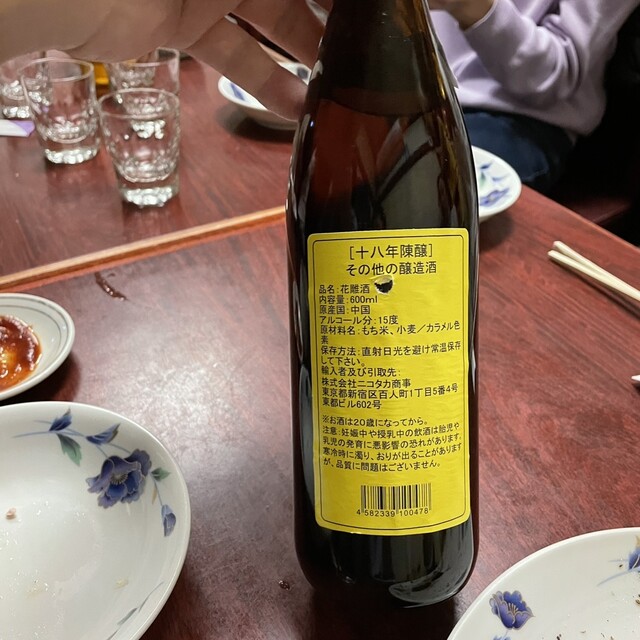 ［十八年陳醸］
その他の醸造酒
品名：花雕酒
内容量：600ml
原産国：中国
アルコール分：15度
原材料名：もち米、小麦／カラメル色
素
保存方法：直射日光を避け常温保存
して下さい。
輸入者及び引取先：
株式会社ニコタカ商事
東京都新宿区百人町1丁目5番4号
東都ビル602号
※お酒は20歳になってから。
注意：妊娠中や授乳中の飲酒は胎児や
乳児の発育に悪影響の恐れがあります。
寒冷時に濁り、おりが出ることがあります
が、品質に問題はございません。
4 582339 100478